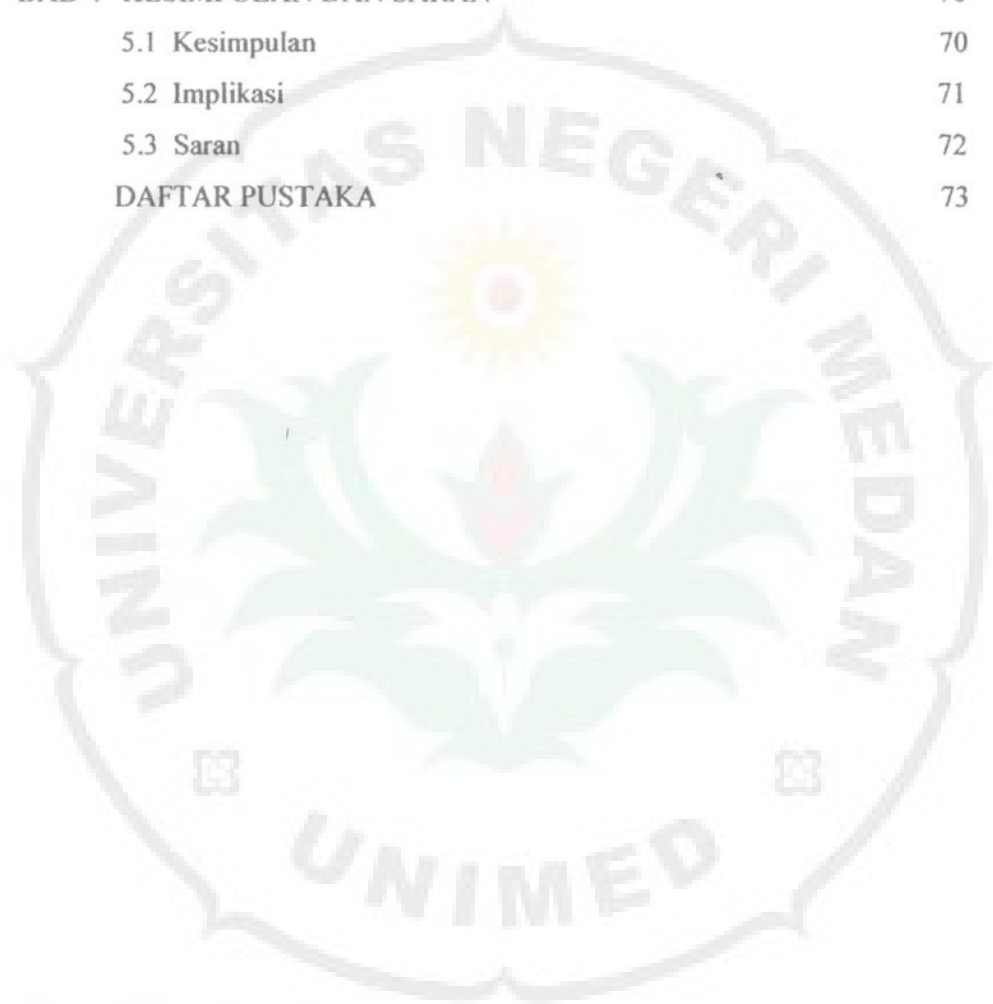 5.1 Kesimpulan 70
5.2 Implikasi 71
5.3 Saran 72
DAFTAR PUSTAKA 73
UNIVERSITAS NEGERI MEDAN
UNIMED